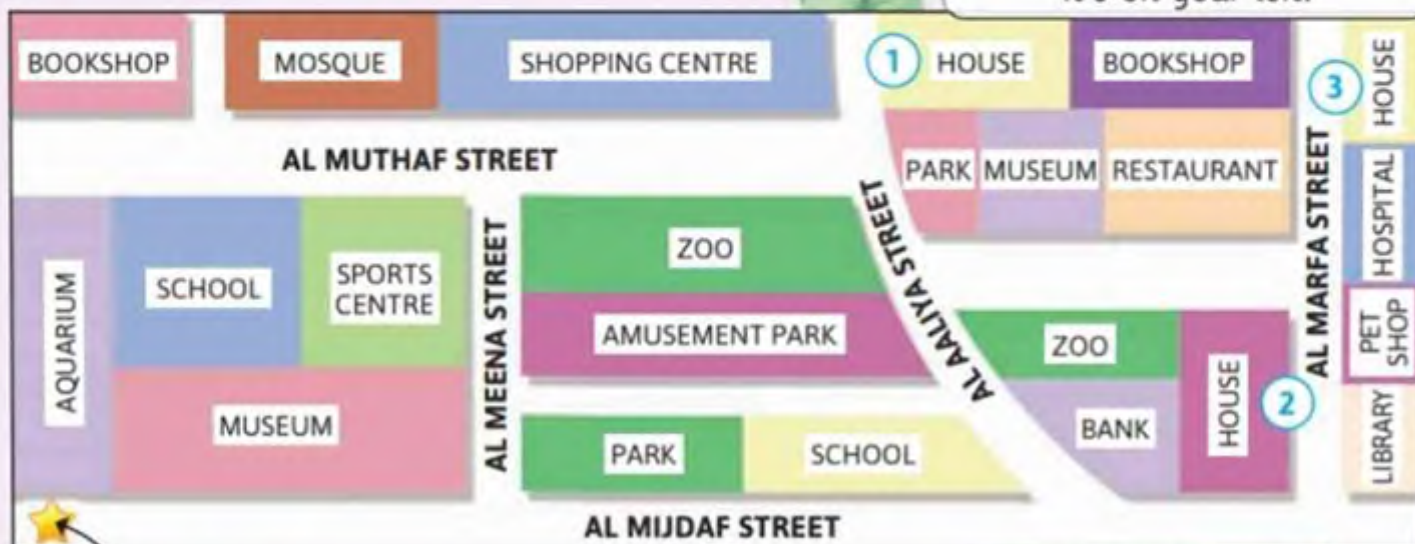 BOOKSHOP
MOSQUE
SHOPPING CENTRE
1
HOUSE
BOOKSHOP
3
HOUSE
AL MUTHAF STREET
PARK
MUSEUM
RESTAURANT
AL AALIYA STREET
AL MARFA STREET
HOSPITAL
AQUARIUM
SCHOOL
SPORTS
CENTRE
AL MEENA STREET
ZOO
AMUSEMENT PARK
ZOO
HOUSE
2
PET
SHOP
MUSEUM
PARK
SCHOOL
BANK
LIBRARY
AL MIJDAF STREET